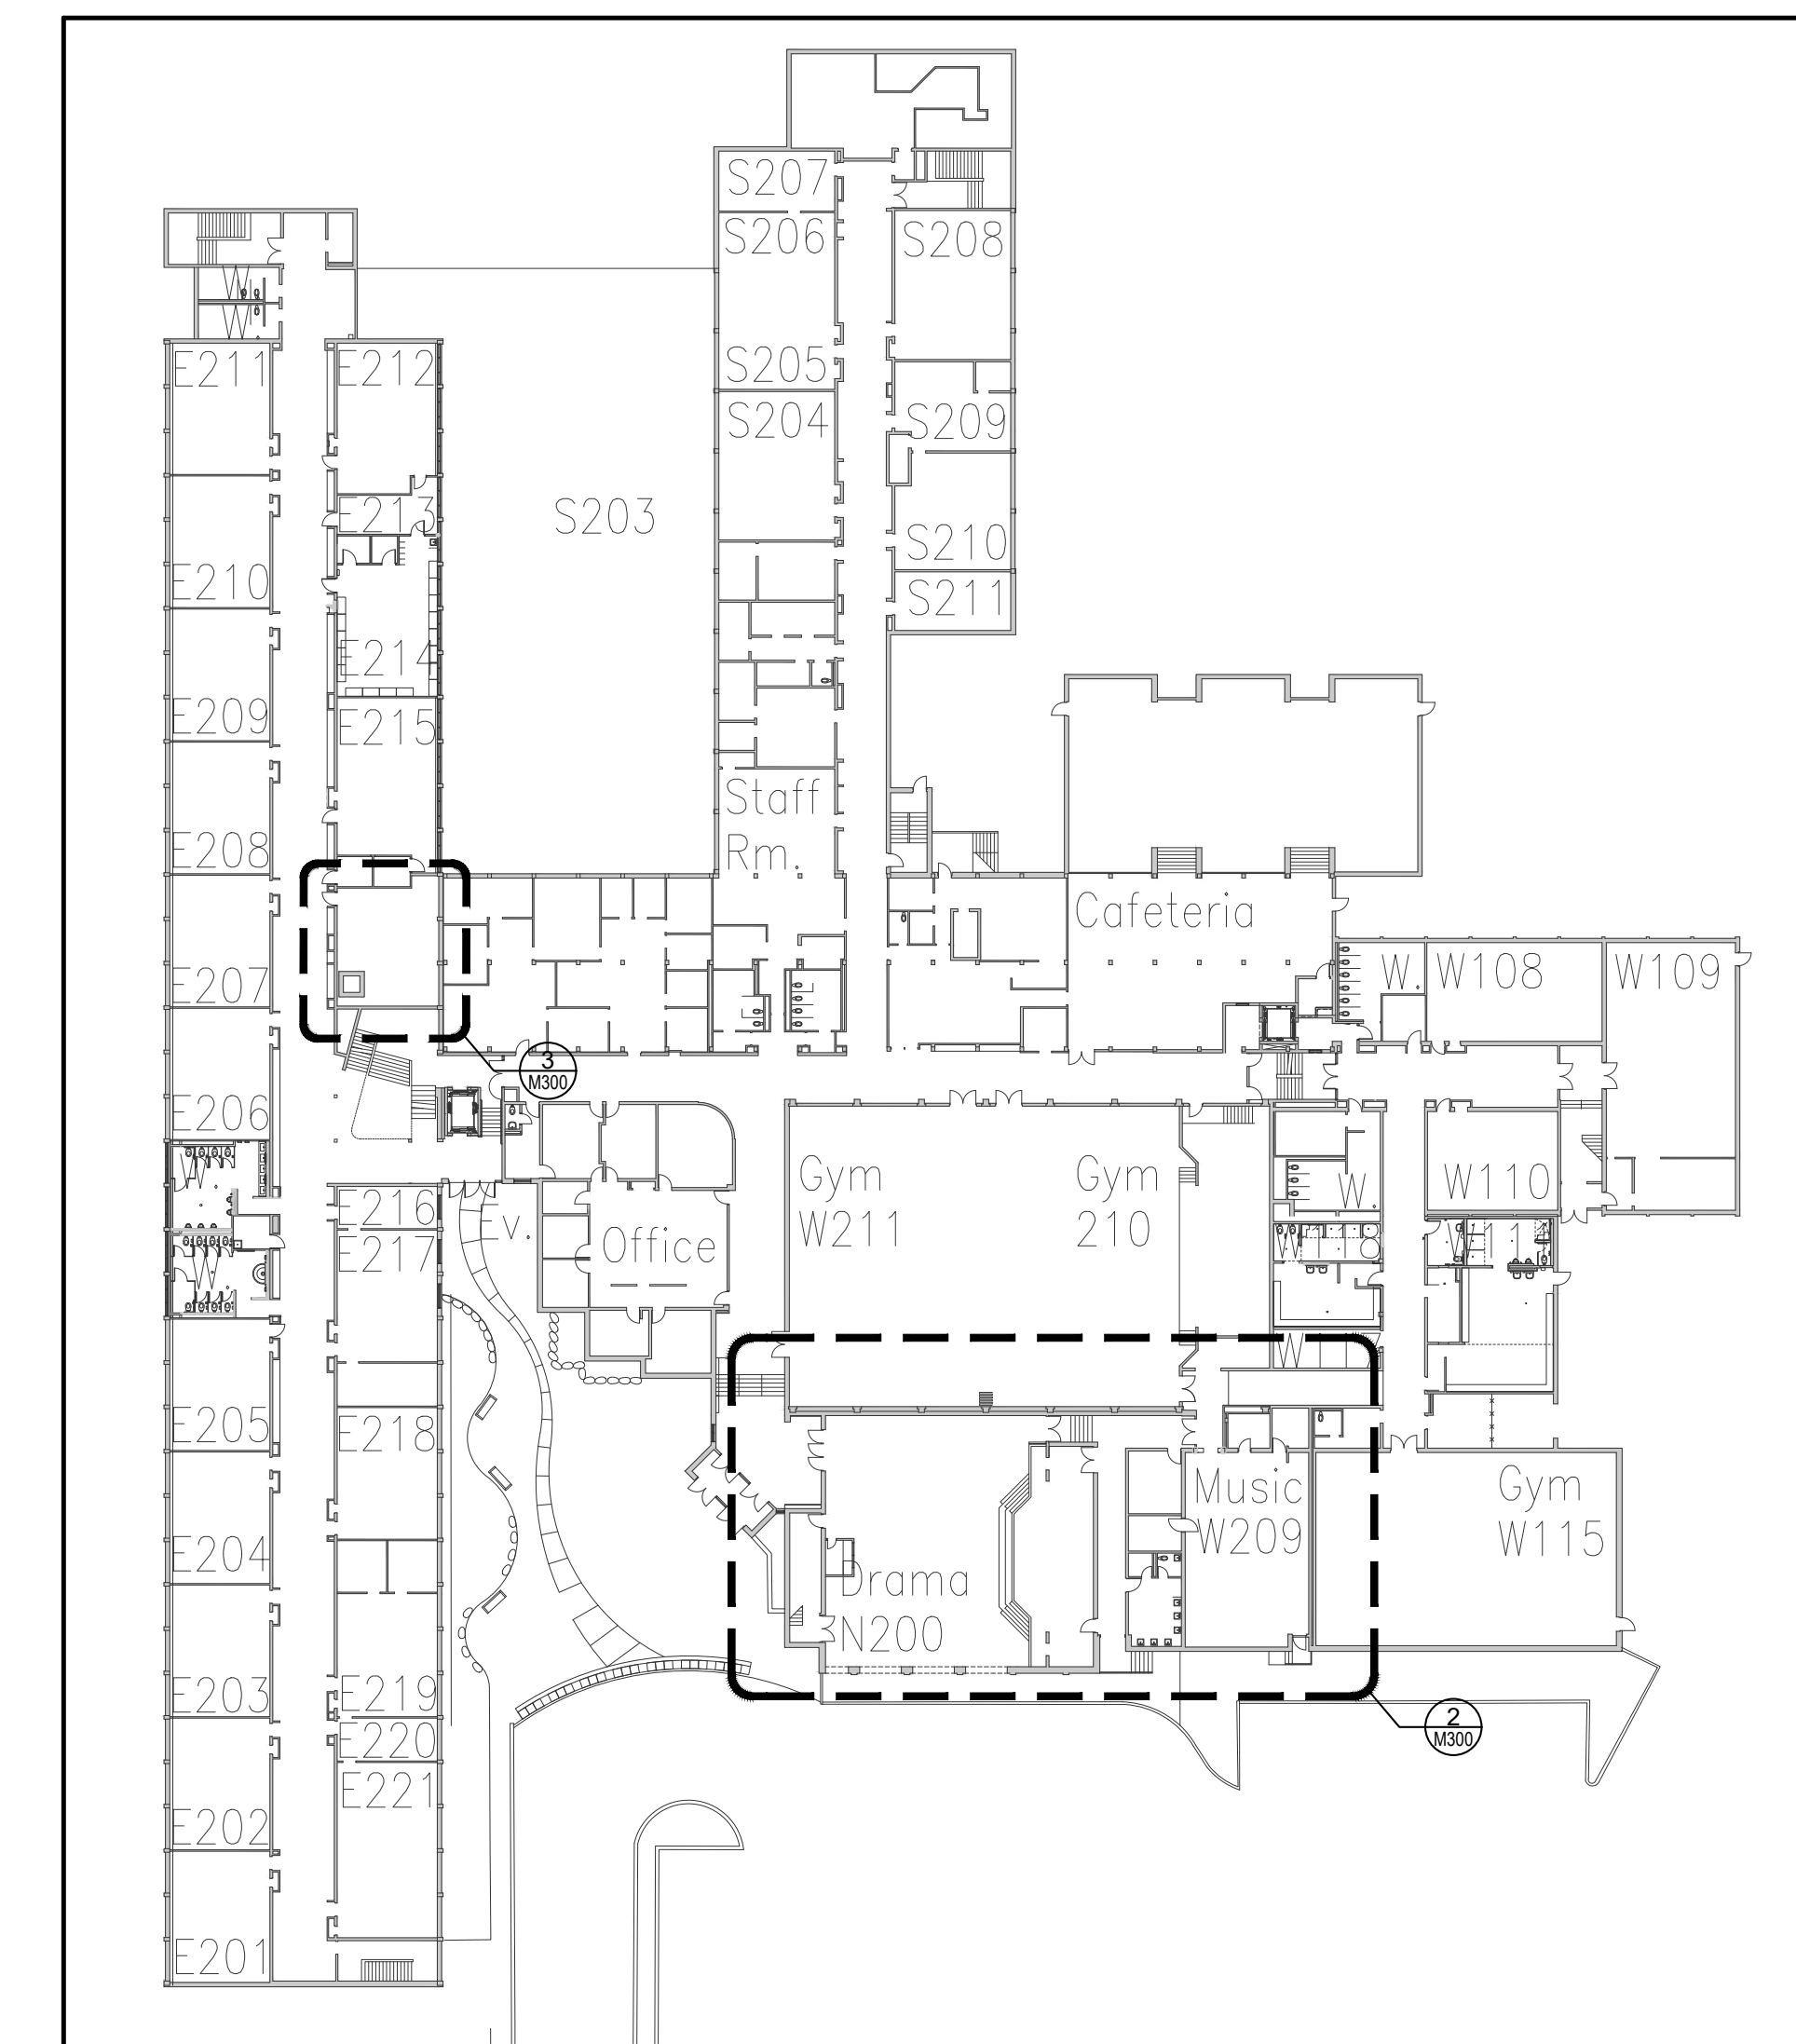 S207
S206
S208
E211
E212
S205
S204
S209
E213
S203
E210
S210
S211
E214
E209
E215
Staff
Rm.
E208
Cafeteria
E207
W.
W108
W109
3
M300
E206
Gym
W211
Gym
210
W.
W110
E216
Ev.
Office
E217
E205
E218
Music
W209
Gym
W115
E204
Drama
N200
E203
E219
2
M300
E220
E202
E221
E201